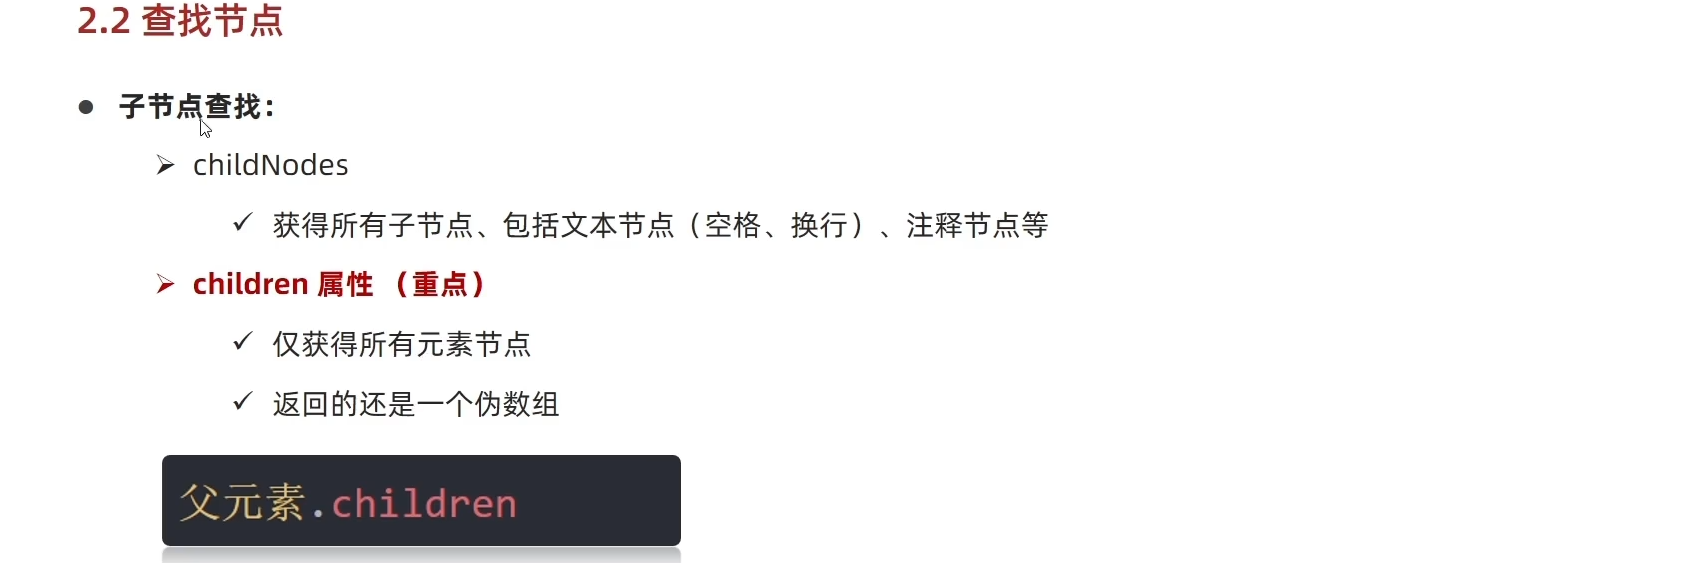 2.2 查找节点
● 子节点查找：
➢ childNodes
✓ 获得所有子节点、包括文本节点（空格、换行）、注释节点等
➢ children 属性 （重点）
✓ 仅获得所有元素节点
✓ 返回的还是一个伪数组
父元素.children